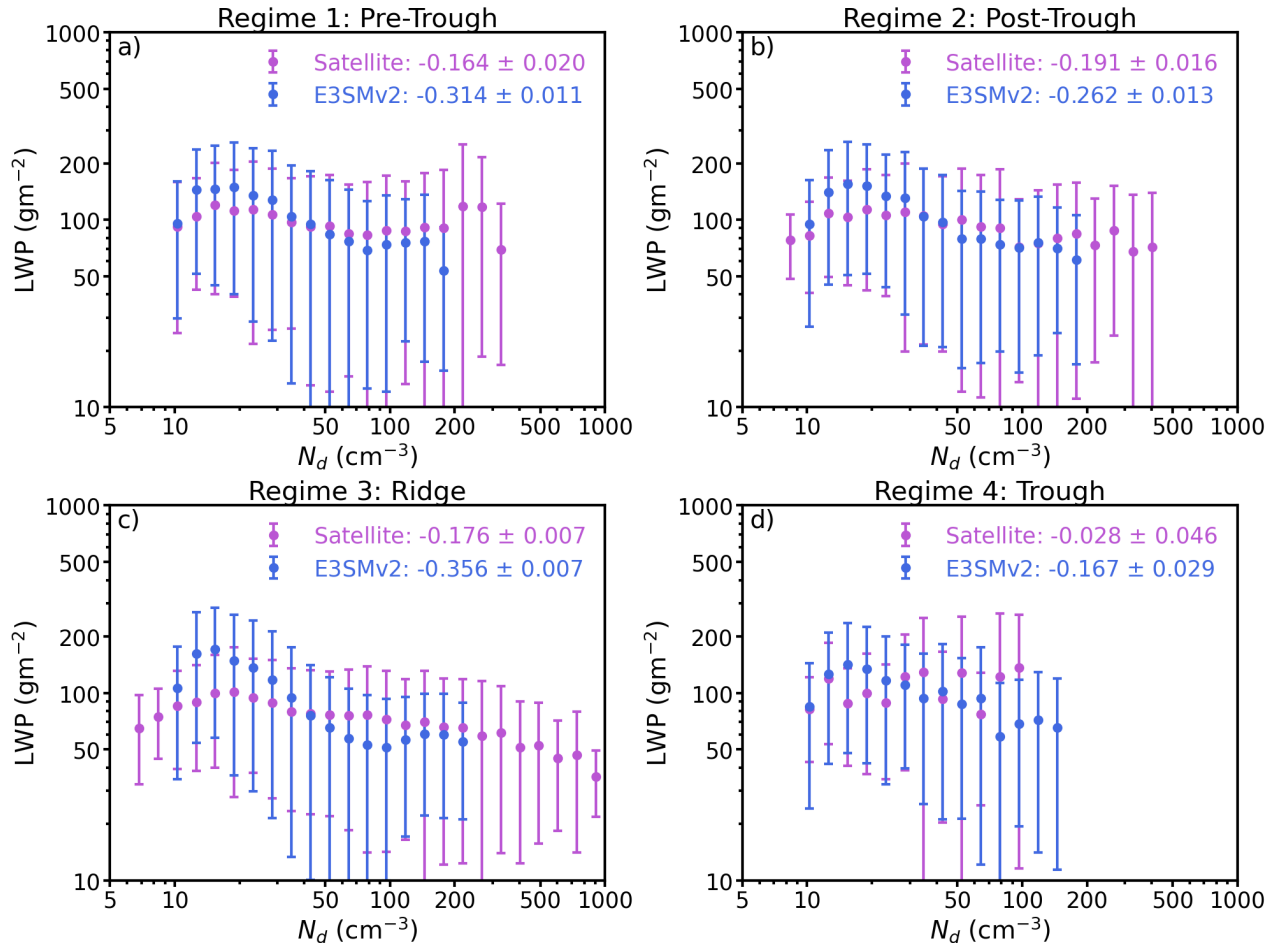 Regime 1: Pre-Trough
a)
Satellite: -0.164 ± 0.020
E3SMv2: -0.314 ± 0.011
1000
500
200
100
50
10
LWP (gm⁻²)
5 10 50 100 200 500 1000
N_d (cm⁻³)
Regime 2: Post-Trough
b)
Satellite: -0.191 ± 0.016
E3SMv2: -0.262 ± 0.013
1000
500
200
100
50
10
LWP (gm⁻²)
5 10 50 100 200 500 1000
N_d (cm⁻³)
Regime 3: Ridge
c)
Satellite: -0.176 ± 0.007
E3SMv2: -0.356 ± 0.007
1000
500
200
100
50
10
LWP (gm⁻²)
5 10 50 100 200 500 1000
N_d (cm⁻³)
Regime 4: Trough
d)
Satellite: -0.028 ± 0.046
E3SMv2: -0.167 ± 0.029
1000
500
200
100
50
10
LWP (gm⁻²)
5 10 50 100 200 500 1000
N_d (cm⁻³)